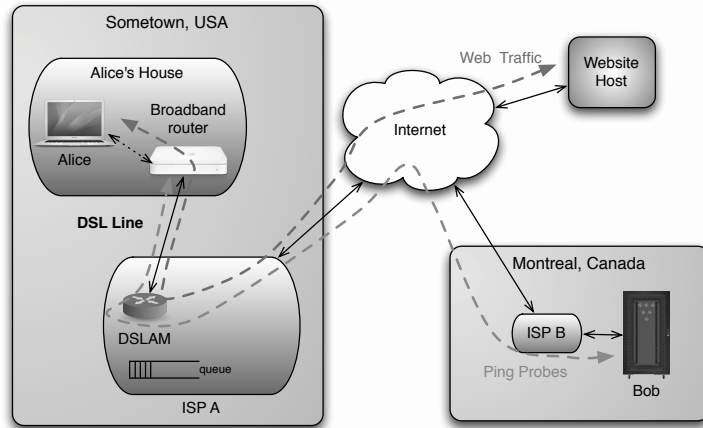 Sometown, USA
Alice's House
Broadband
router
Alice
DSL Line
DSLAM
queue
ISP A
Internet
Web Traffic
Website
Host
Montreal, Canada
ISP B
Ping Probes
Bob